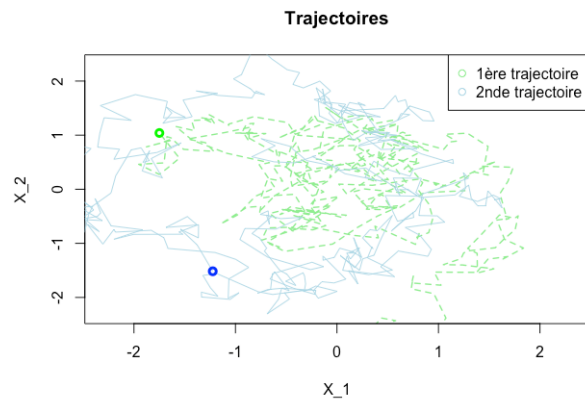 Trajectoires
1ère trajectoire
2nde trajectoire
X_2
2
1
0
-1
-2
-2
-1
0
1
2
X_1